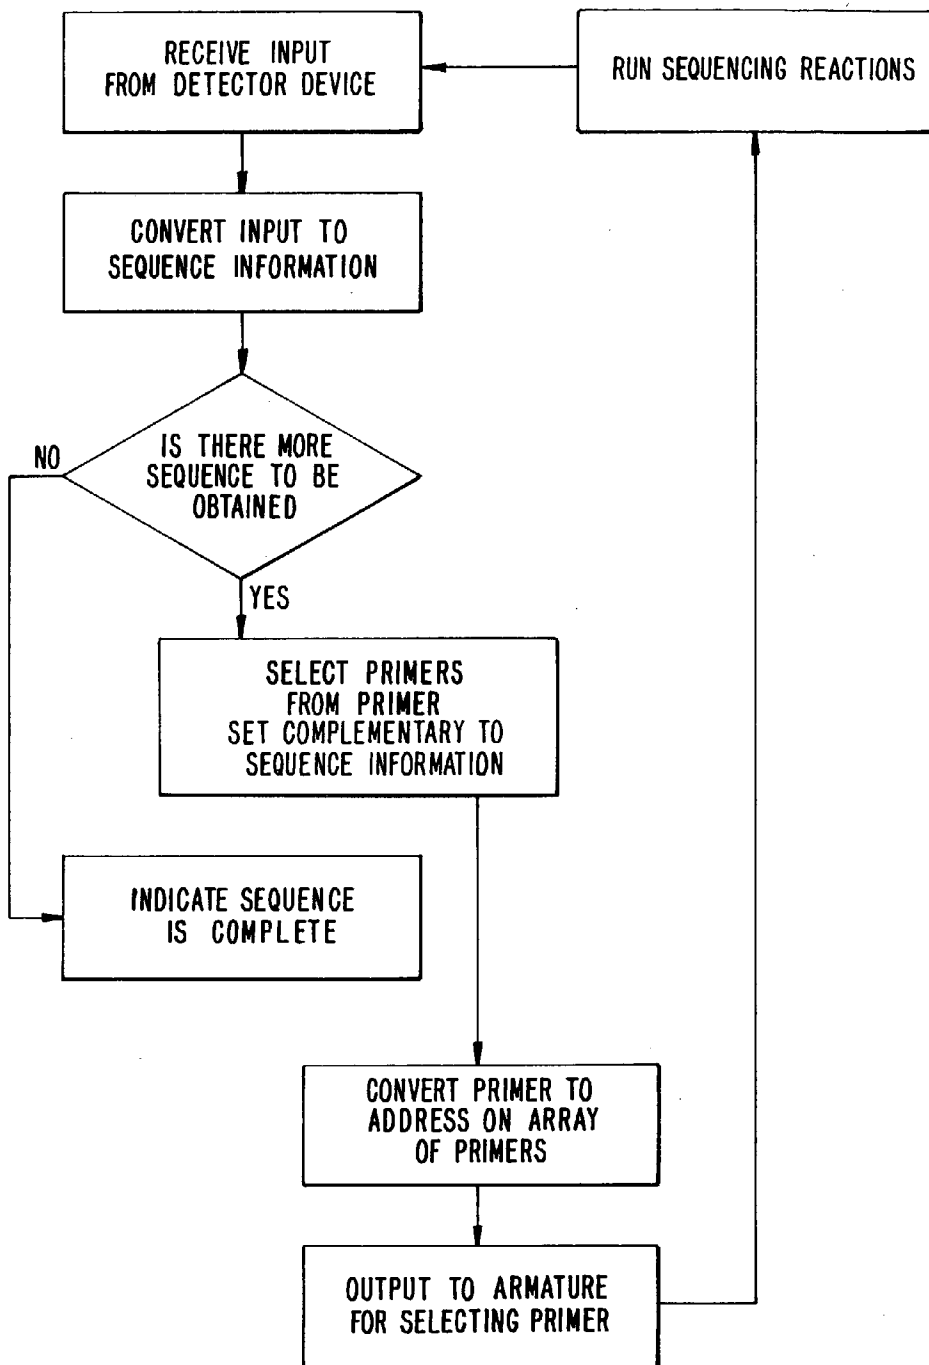 RECEIVE INPUT
FROM DETECTOR DEVICE
RUN SEQUENCING REACTIONS
CONVERT INPUT TO
SEQUENCE INFORMATION
IS THERE MORE
SEQUENCE TO BE
OBTAINED
NO
YES
SELECT PRIMERS
FROM PRIMER
SET COMPLEMENTARY TO
SEQUENCE INFORMATION
INDICATE SEQUENCE
IS COMPLETE
CONVERT PRIMER TO
ADDRESS ON ARRAY
OF PRIMERS
OUTPUT TO ARMATURE
FOR SELECTING PRIMER